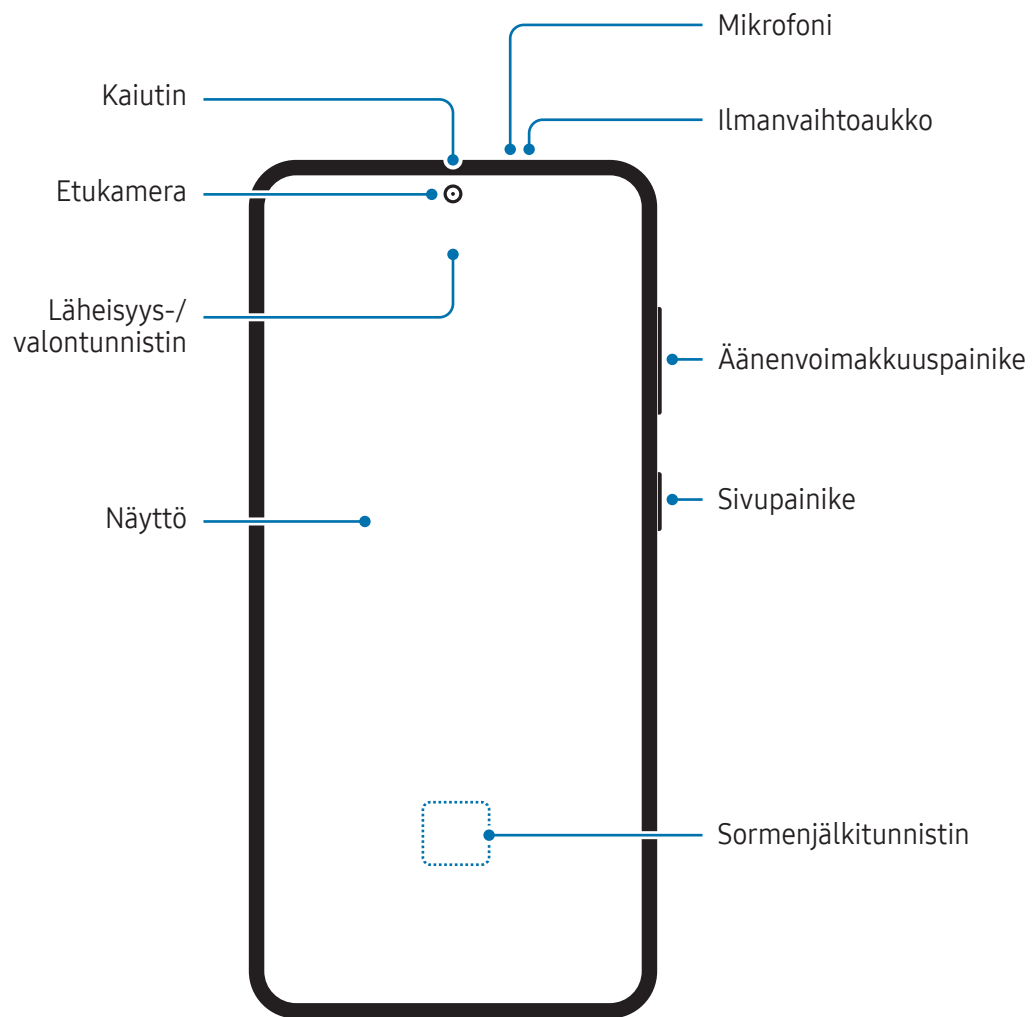 Mikrofoni
Kaiutin
Ilmanvaihtoaukko
Etukamera
Läheisyys-/
valontunnistin
Äänenvoimakkuuspainike
Sivupainike
Näyttö
Sormenjälkitunnistin